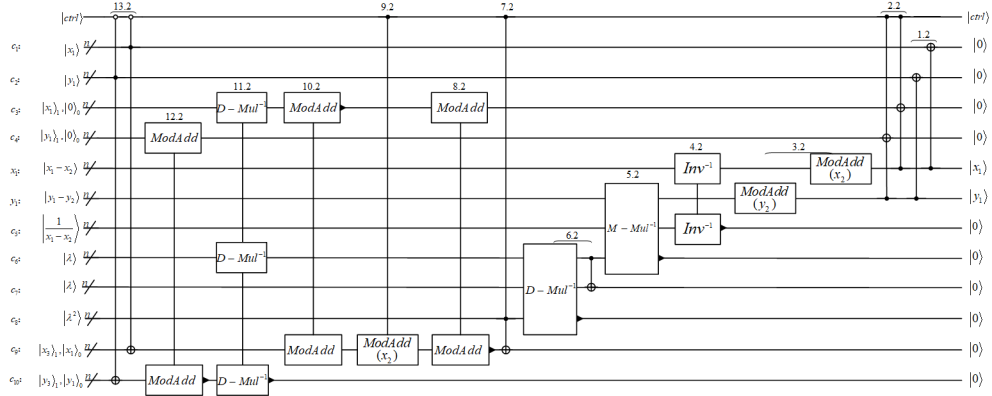 13.2 9.2 7.2 2.2
|ctrl⟩ |ctrl⟩
1.2
c₁: |x₁⟩ n |0⟩
c₂: |y₁⟩ n |0⟩
11.2 10.2 8.2
c₃: |x₁⟩₁,|0⟩₀ n D−Mul⁻¹ ModAdd ModAdd |0⟩
12.2
c₄: |y₁⟩₁,|0⟩₀ n ModAdd |0⟩
4.2 3.2
x₁: |x₁−x₂⟩ n Inv⁻¹ ModAdd (x₂) |x₁⟩
5.2
y₁: |y₁−y₂⟩ n ModAdd (y₂) |y₁⟩
c₅: |1/(x₁−x₂)⟩ n M−Mul⁻¹ Inv⁻¹ |0⟩
6.2
c₆: |λ⟩ n D−Mul⁻¹ |0⟩
c₇: |λ⟩ n D−Mul⁻¹ |0⟩
c₈: |λ²⟩ n |0⟩
c₉: |x₃⟩₁,|x₁⟩₀ n ModAdd ModAdd (x₂) ModAdd |0⟩
c₁₀: |y₃⟩₁,|y₁⟩₀ n ModAdd D−Mul⁻¹ |0⟩